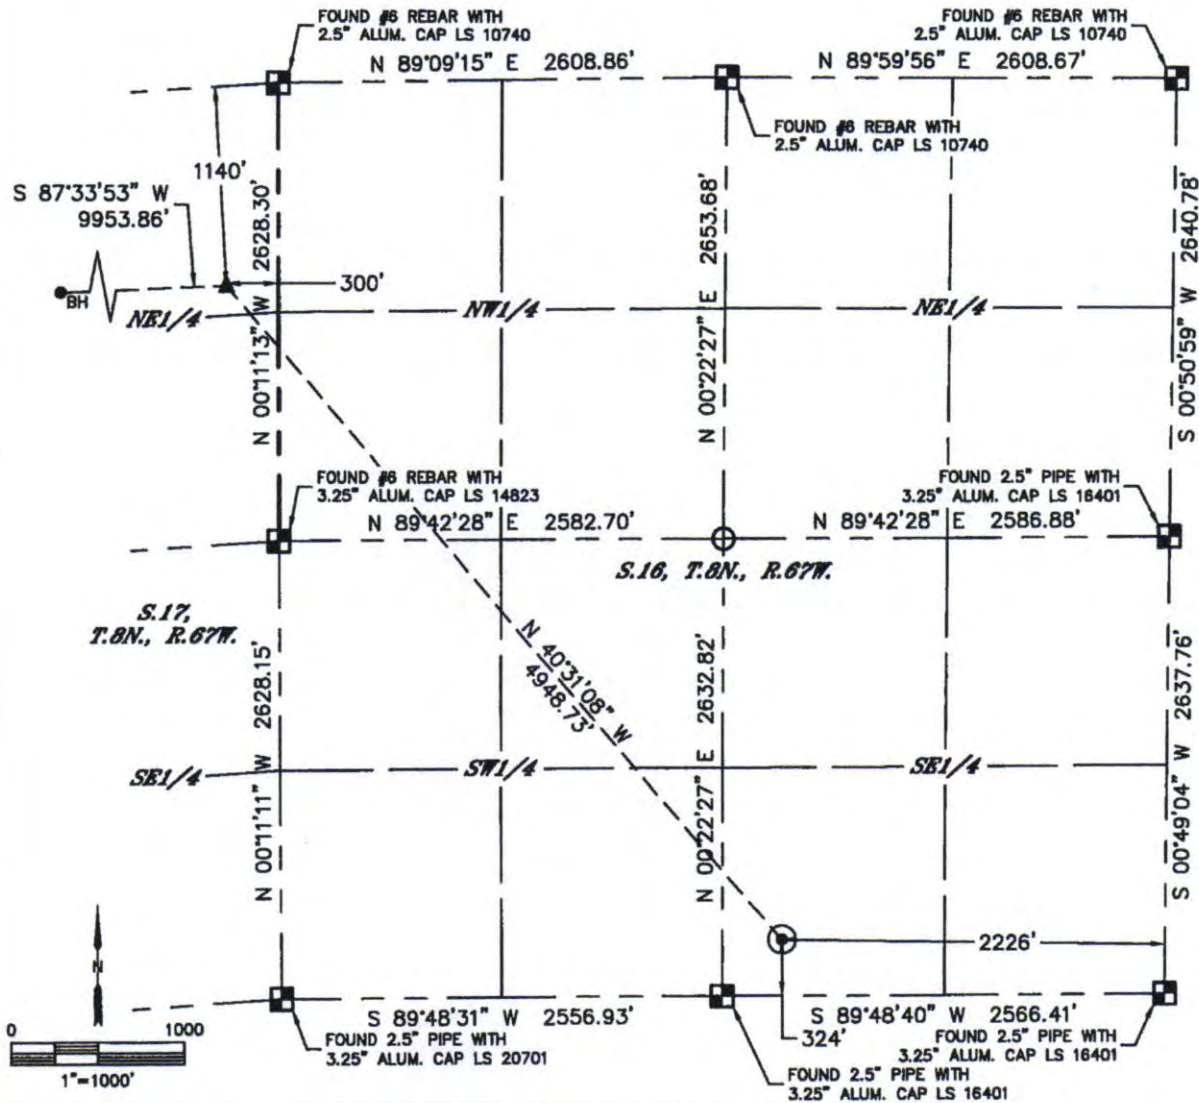 FOUND #6 REBAR WITH
2.5" ALUM. CAP LS 10740
FOUND #6 REBAR WITH
2.5" ALUM. CAP LS 10740
N 89°09'15" E 2608.86'
N 89°59'56" E 2608.67'
FOUND #6 REBAR WITH
2.5" ALUM. CAP LS 10740
1140'
S 87°33'53" W
9953.86'
N 00°11'13" W 2628.30'
N 00°22'27" E 2653.68'
S 00°50'59" W 2640.78'
300'
BH
NE1/4
NW1/4
NE1/4
FOUND #6 REBAR WITH
3.25" ALUM. CAP LS 14823
FOUND 2.5" PIPE WITH
3.25" ALUM. CAP LS 16401
N 89°42'28" E 2582.70'
N 89°42'28" E 2586.88'
S.16, T.8N., R.67W.
S.17,
T.8N., R.67W.
N 40°31'08" W
4948.73'
N 00°11'11" W 2628.15'
N 00°22'27" E 2632.82'
S 00°49'04" W 2637.76'
SE1/4
SW1/4
SE1/4
2226'
N
0 1000
1"=1000'
S 89°48'31" W 2556.93'
S 89°48'40" W 2566.41'
324'
FOUND 2.5" PIPE WITH
3.25" ALUM. CAP LS 20701
FOUND 2.5" PIPE WITH
3.25" ALUM. CAP LS 16401
FOUND 2.5" PIPE WITH
3.25" ALUM. CAP LS 16401